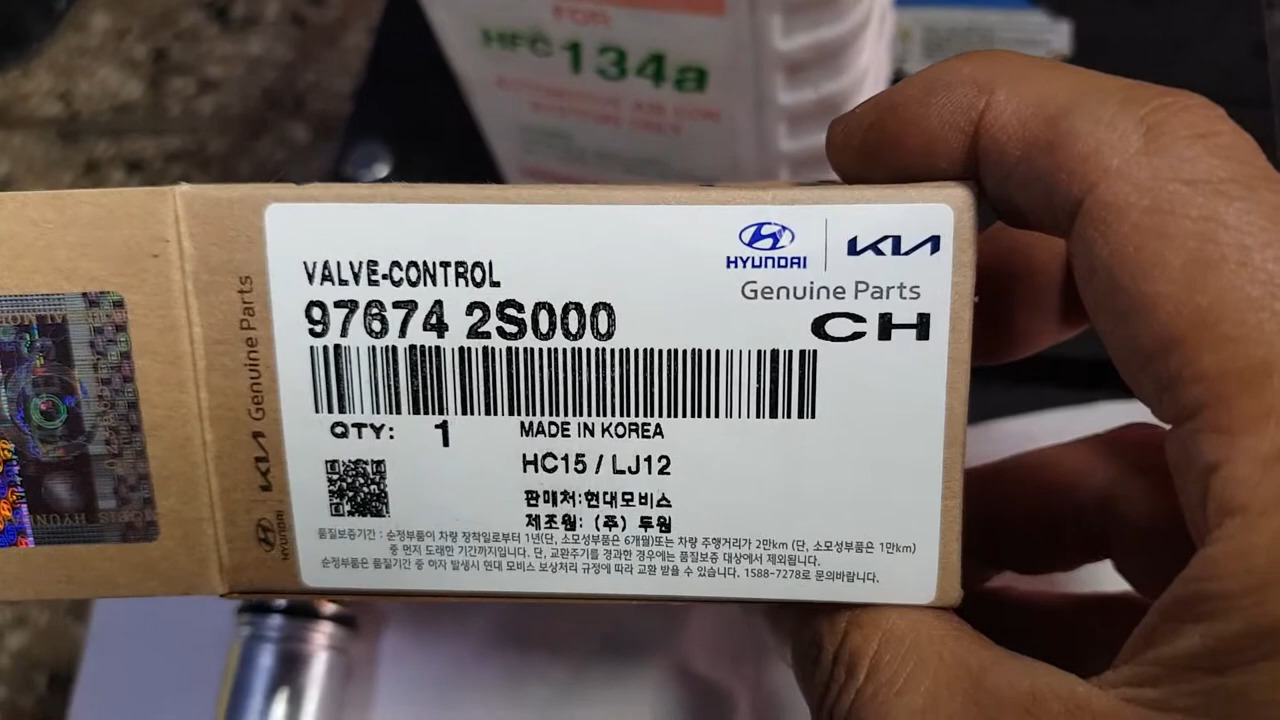 FOR
HFC 134a
HYUNDAI
KIA
Genuine Parts
VALVE-CONTROL
97674 2S000
CH
QTY: 1
MADE IN KOREA
HC15 / LJ12
판매처:현대모비스
제조원: (주) 두원
품질보증기간 : 순정부품이 차량 장착일로부터 1년(단, 소모성부품은 6개월)또는 차량 주행거리가 2만km (단, 소모성부품은 1만km)
중 먼저 도래한 기간까지입니다. 단, 교환주기를 경과한 경우에는 품질보증 대상에서 제외됩니다.
순정부품은 품질기간 중 하자 발생시 현대 모비스 보상처리 규정에 따라 교환 받을 수 있습니다. 1588-7278로 문의바랍니다.
HYUNDAI
KIA Genuine Parts